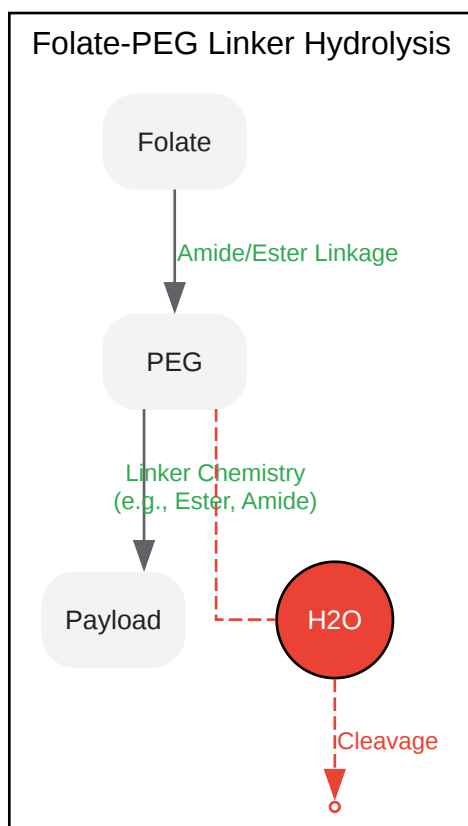 Folate-PEG Linker Hydrolysis
Folate
Amide/Ester Linkage
PEG
Linker Chemistry
(e.g., Ester, Amide)
Payload
H2O
Cleavage